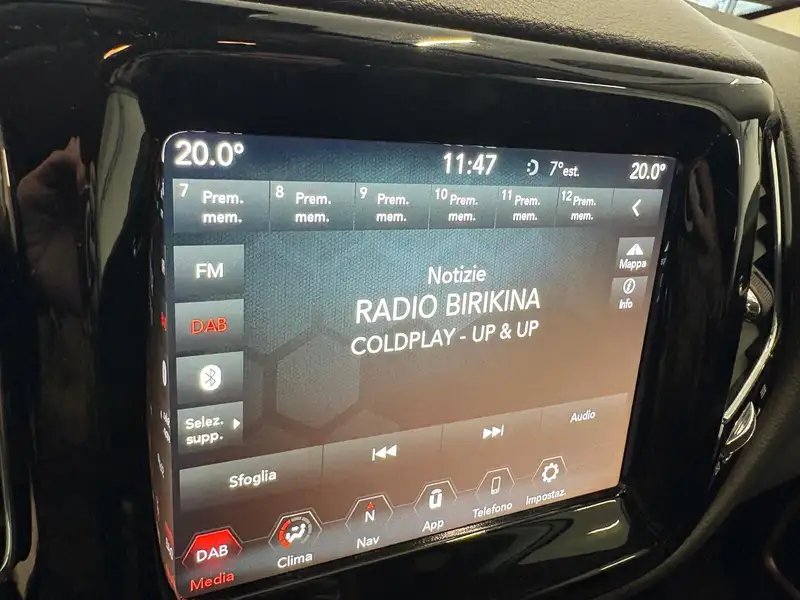 20.0°
11:47
7°est.
20.0°
7 Prem. mem.
8 Prem. mem.
9 Prem. mem.
10 Prem. mem.
11 Prem. mem.
12 Prem. mem.
FM
DAB
Selez. supp.
Notizie
RADIO BIRIKINA
COLDPLAY - UP & UP
Mappa
Info
Sfoglia
Audio
DAB
Media
Clima
N
Nav
App
Telefono
Impostaz.